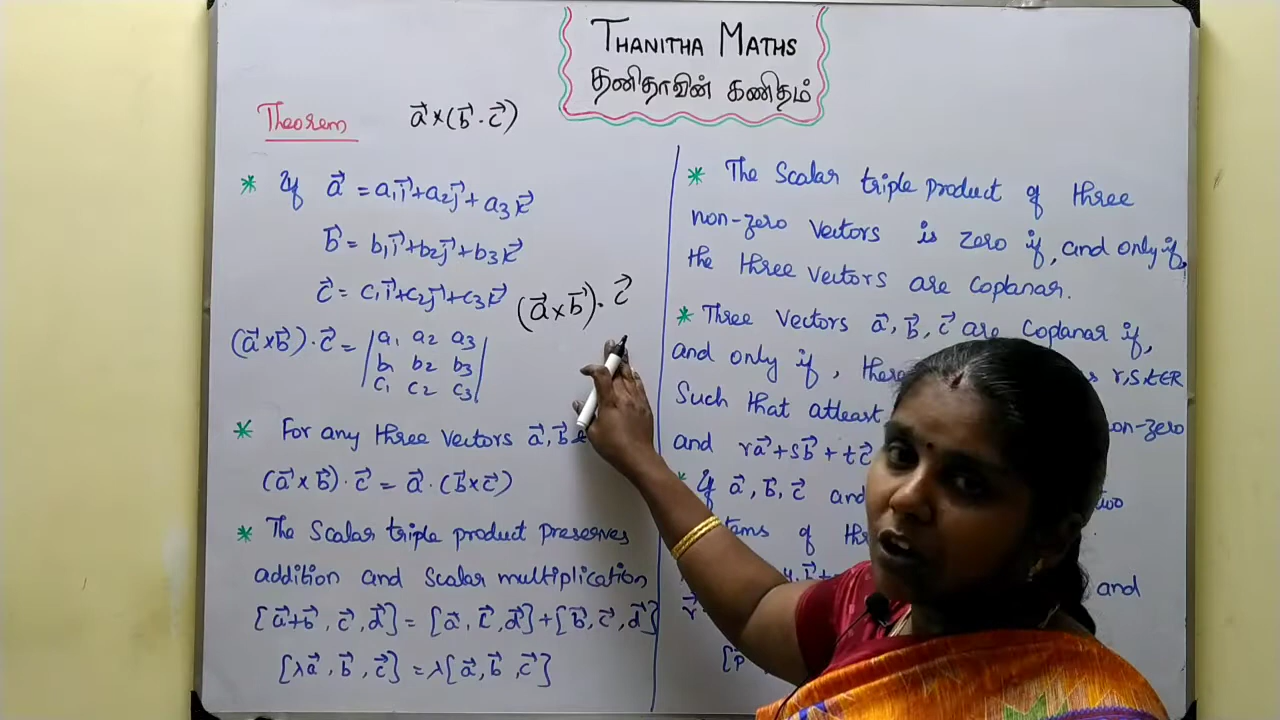 THANITHA MATHS
தனிதாவின் கணிதம்
Theorem a⃗×(b⃗·c⃗)
* If a⃗ = a₁i⃗+a₂j⃗+a₃k⃗
b⃗ = b₁i⃗+b₂j⃗+b₃k⃗
c⃗ = c₁i⃗+c₂j⃗+c₃k⃗
(a⃗×b⃗)·c⃗
(a⃗×b⃗)·c⃗ = |a₁ a₂ a₃
b₁ b₂ b₃
c₁ c₂ c₃|
* For any three vectors a⃗, b⃗ &
(a⃗×b⃗)·c⃗ = a⃗·(b⃗×c⃗)
* The Scalar triple product preserves
addition and scalar multiplication
[a⃗+b⃗, c⃗, d⃗] = [a⃗, c⃗, d⃗]+[b⃗, c⃗, d⃗]
[λa⃗, b⃗, c⃗] = λ[a⃗, b⃗, c⃗]
* The Scalar triple product of three
non-zero vectors is zero if, and only if,
the three vectors are coplanar.
* Three vectors a⃗, b⃗, c⃗ are coplanar if,
and only if, r,s,t∈R
Such that atleast on-zero
and ra⃗+sb⃗+tc⃗
* If a⃗, b⃗, c⃗ and two
of
and
[p⃗